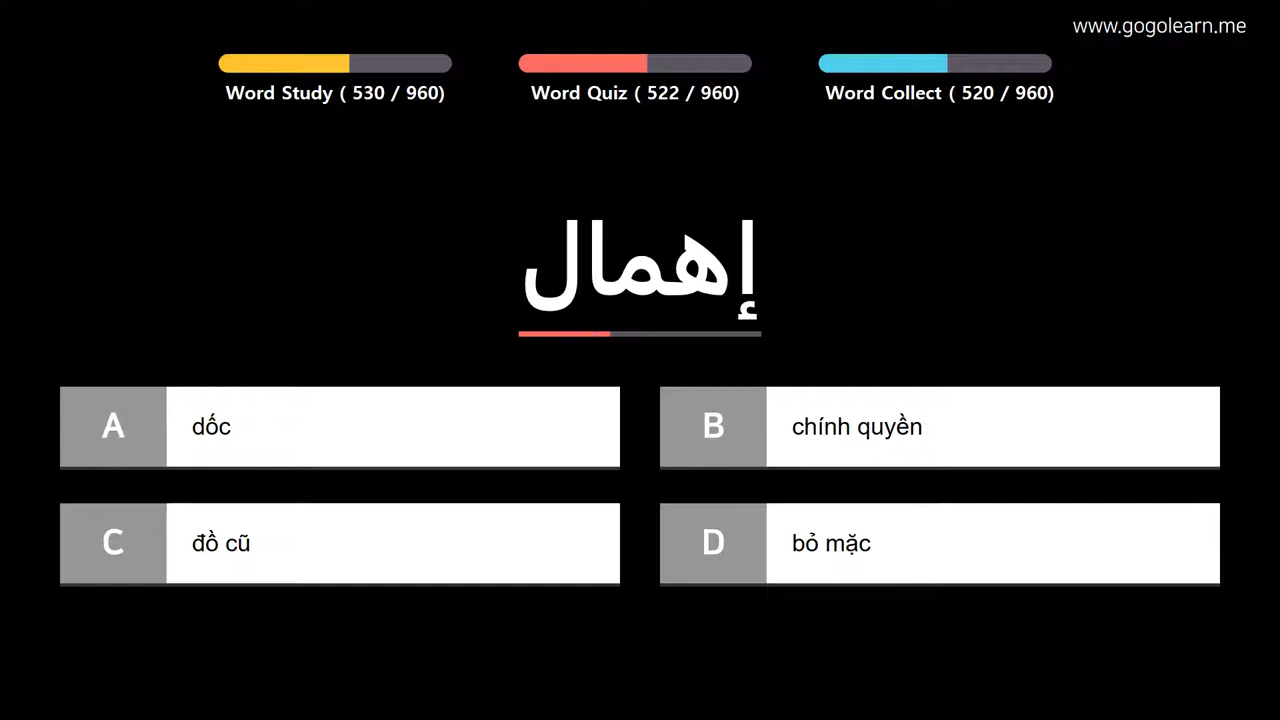 www.gogolearn.me
Word Study ( 530 / 960)
Word Quiz ( 522 / 960)
Word Collect ( 520 / 960)
إهمال
A dốc
B chính quyền
C đồ cũ
D bỏ mặc